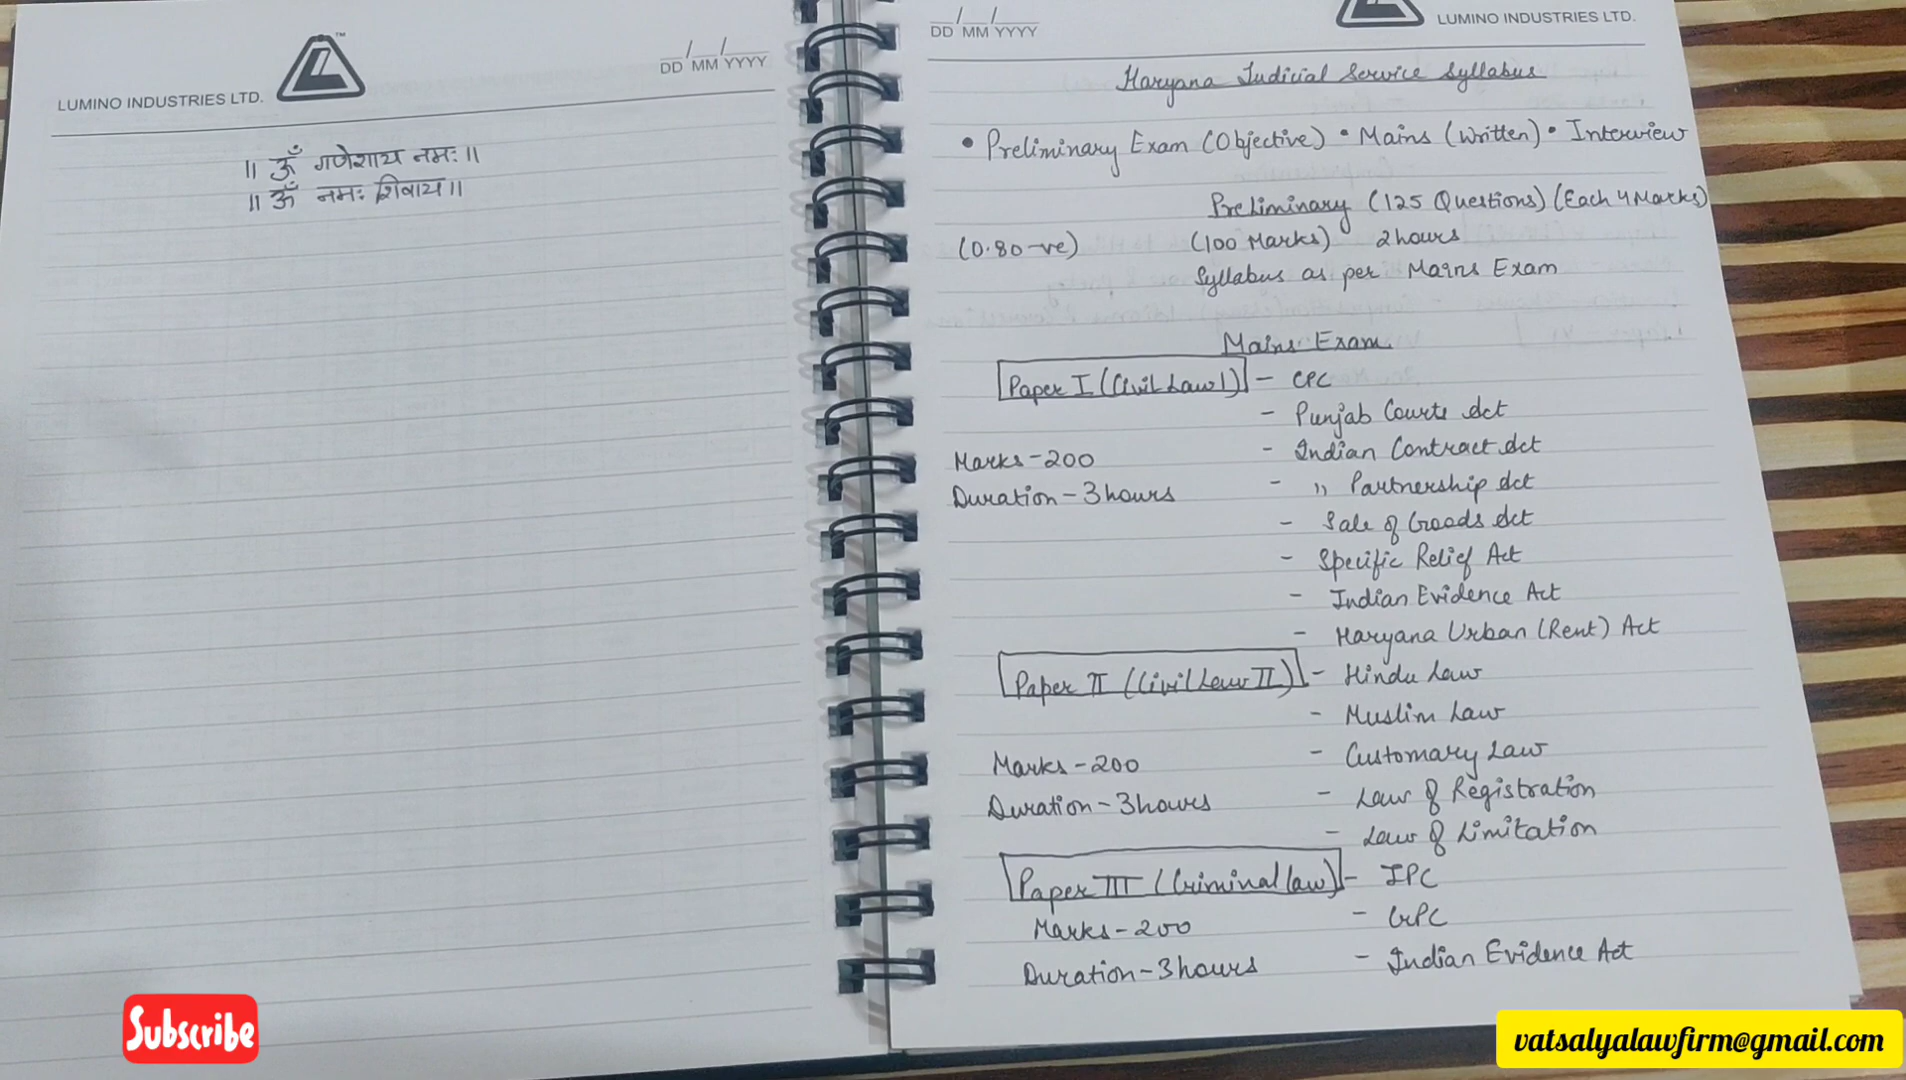 LUMINO INDUSTRIES LTD.
TM
DD MM YYYY
|| ॐ गणेशाय नमः ||
|| ॐ नमः शिवाय ||
DD MM YYYY
LUMINO INDUSTRIES LTD.
Haryana Judicial Service Syllabus
• Preliminary Exam (Objective) • Mains (Written) • Interview
Preliminary (125 Questions) (Each 4 Marks)
(0.80-ve) (100 Marks) 2 hours
Syllabus as per Mains Exam
Mains Exam
Paper I (Civil Law I) - CPC
- Punjab Courts Act
Marks - 200 - Indian Contract Act
Duration - 3 hours - " Partnership Act
- Sale of Goods Act
- Specific Relief Act
- Indian Evidence Act
- Haryana Urban (Rent) Act
Paper II (Civil Law II) - Hindu Law
- Muslim Law
Marks - 200 - Customary Law
Duration - 3 hours - Law of Registration
- Law of Limitation
Paper III (Criminal Law) - IPC
Marks - 200 - CrPC
Duration - 3 hours - Indian Evidence Act
Subscribe
vatsalyalawfirm@gmail.com